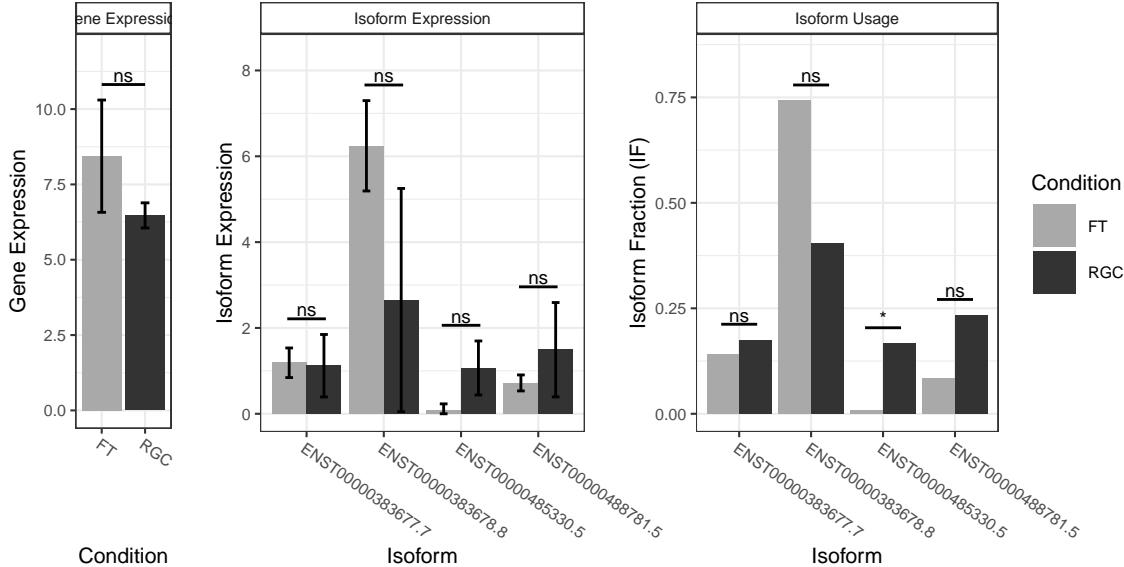 ene Expressio
Isoform Expression
Isoform Usage
Gene Expression
10.0
7.5
5.0
2.5
0.0
ns
FT
RGC
Condition
Isoform Expression
8
6
4
2
0
ns
ns
ns
ns
ENST00000383677.7
ENST00000383678.8
ENST00000485330.5
ENST00000488781.5
Isoform
Isoform Fraction (IF)
0.75
0.50
0.25
0.00
ns
ns
*
ns
ENST00000383677.7
ENST00000383678.8
ENST00000485330.5
ENST00000488781.5
Isoform
Condition
FT
RGC